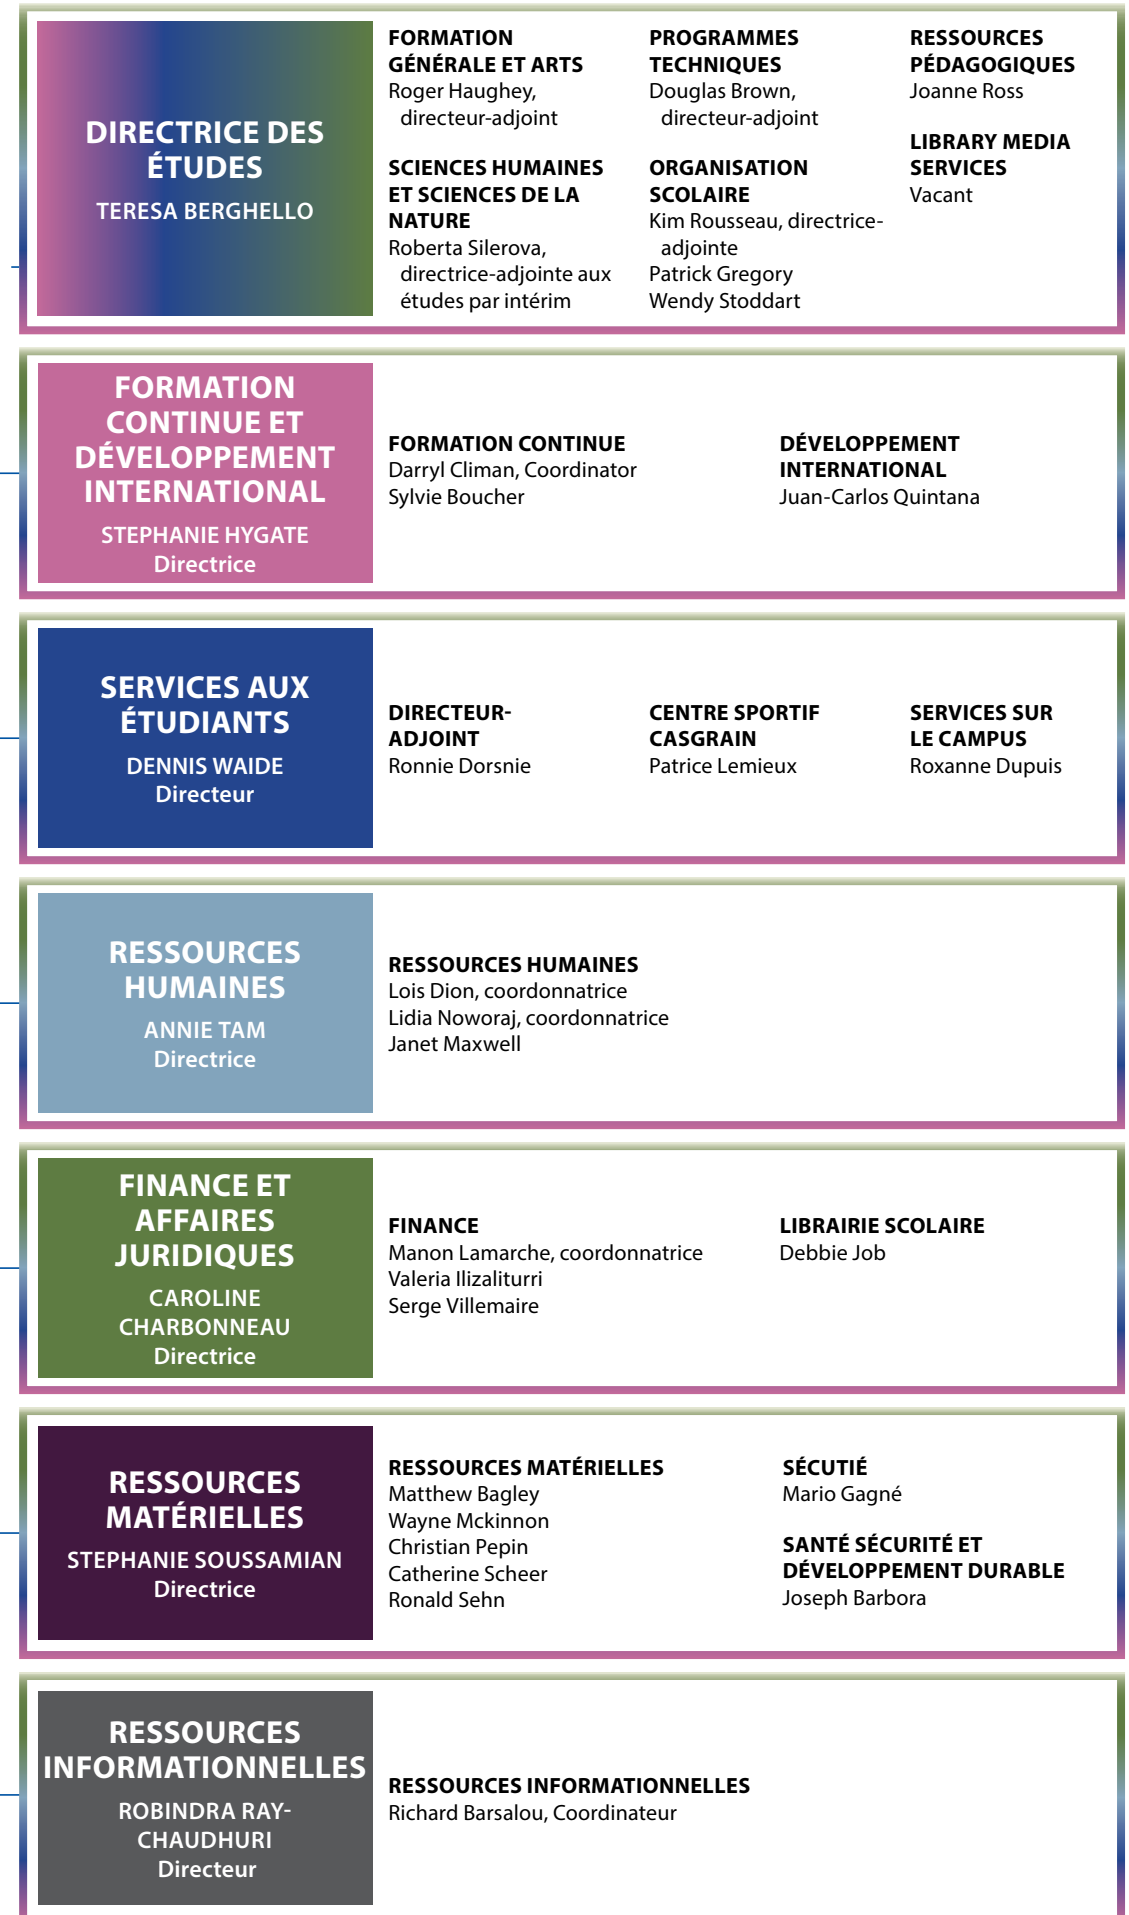 DIRECTRICE DES
ÉTUDES
TERESA BERGHELLO
FORMATION
GÉNÉRALE ET ARTS
Roger Haughey,
directeur-adjoint
SCIENCES HUMAINES
ET SCIENCES DE LA
NATURE
Roberta Silerova,
directrice-adjointe aux
études par intérim
PROGRAMMES
TECHNIQUES
Douglas Brown,
directeur-adjoint
ORGANISATION
SCOLAIRE
Kim Rousseau, directrice-
adjointe
Patrick Gregory
Wendy Stoddart
RESSOURCES
PÉDAGOGIQUES
Joanne Ross
LIBRARY MEDIA
SERVICES
Vacant
FORMATION
CONTINUE ET
DÉVELOPPEMENT
INTERNATIONAL
STEPHANIE HYGATE
Directrice
FORMATION CONTINUE
Darryl Climan, Coordinator
Sylvie Boucher
DÉVELOPPEMENT
INTERNATIONAL
Juan-Carlos Quintana
SERVICES AUX
ÉTUDIANTS
DENNIS WAIDE
Directeur
DIRECTEUR-
ADJOINT
Ronnie Dorsnie
CENTRE SPORTIF
CASGRAIN
Patrice Lemieux
SERVICES SUR
LE CAMPUS
Roxanne Dupuis
RESSOURCES
HUMAINES
ANNIE TAM
Directrice
RESSOURCES HUMAINES
Lois Dion, coordonnatrice
Lidia Noworaj, coordonnatrice
Janet Maxwell
FINANCE ET
AFFAIRES
JURIDIQUES
CAROLINE
CHARBONNEAU
Directrice
FINANCE
Manon Lamarche, coordonnatrice
Valeria Ilizaliturri
Serge Villemaire
LIBRAIRIE SCOLAIRE
Debbie Job
RESSOURCES
MATÉRIELLES
STEPHANIE SOUSSAMIAN
Directrice
RESSOURCES MATÉRIELLES
Matthew Bagley
Wayne Mckinnon
Christian Pepin
Catherine Scheer
Ronald Sehn
SÉCUTIÉ
Mario Gagné
SANTÉ SÉCURITÉ ET
DÉVELOPPEMENT DURABLE
Joseph Barbora
RESSOURCES
INFORMATIONNELLES
ROBINDRA RAY-
CHAUDHURI
Directeur
RESSOURCES INFORMATIONNELLES
Richard Barsalou, Coordinateur